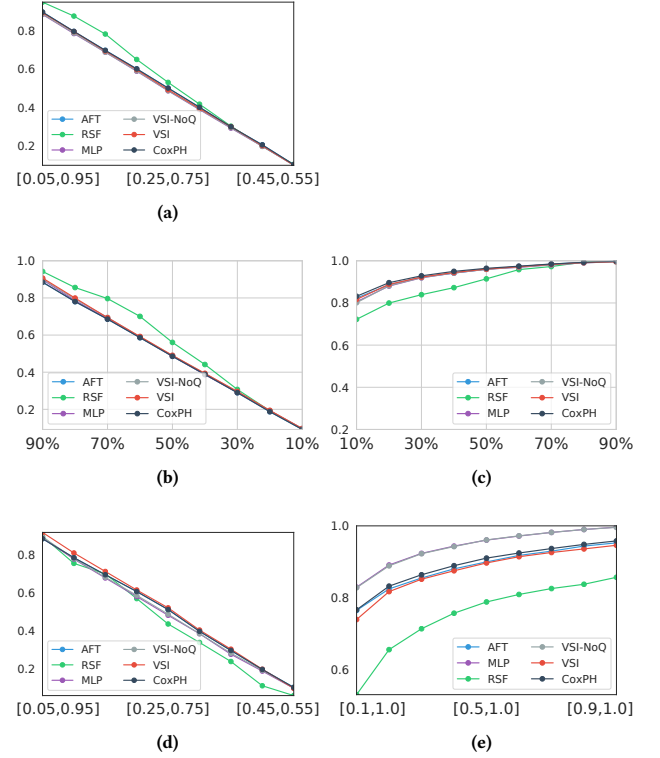 0.8
0.6
0.4
0.2
AFT VSI-NoQ
RSF VSI
MLP CoxPH
[0.05,0.95] [0.25,0.75] [0.45,0.55]
(a)
1.0
0.8
0.6
0.4
0.2
AFT VSI-NoQ
RSF VSI
MLP CoxPH
90% 70% 50% 30% 10%
(b)
1.0
0.8
0.6
0.4
0.2
AFT VSI-NoQ
RSF VSI
MLP CoxPH
10% 30% 50% 70% 90%
(c)
0.8
0.6
0.4
0.2
AFT VSI-NoQ
RSF VSI
MLP CoxPH
[0.05,0.95] [0.25,0.75] [0.45,0.55]
(d)
1.0
0.8
0.6
AFT VSI-NoQ
MLP VSI
RSF CoxPH
[0.1,1.0] [0.5,1.0] [0.9,1.0]
(e)